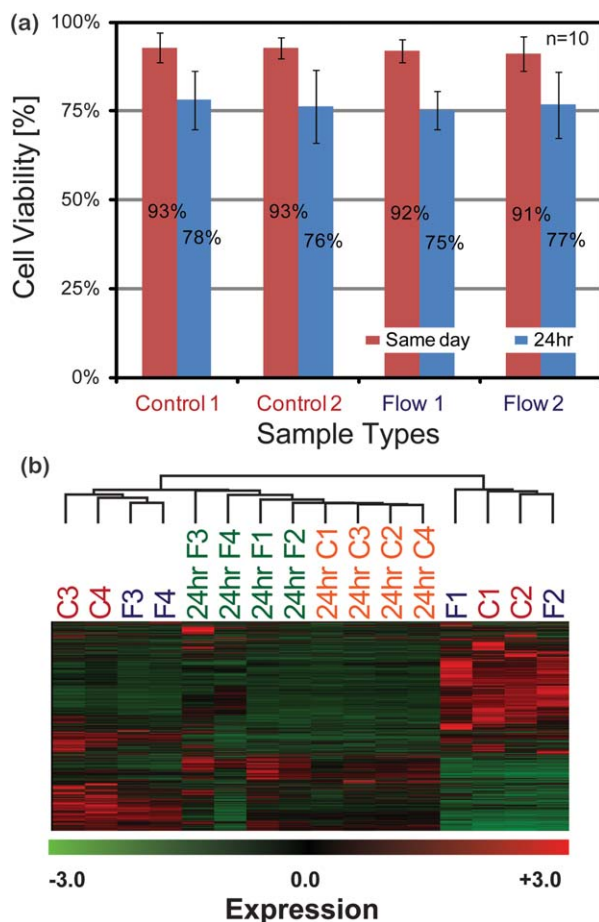 (a)
100%
75%
50%
25%
0%
Cell Viability [%]
n=10
93%
78%
93%
76%
92%
75%
91%
77%
Same day
24hr
Control 1
Control 2
Flow 1
Flow 2
Sample Types
(b)
C3
C4
F3
F4
24hr F3
24hr F4
24hr F1
24hr F2
24hr C1
24hr C3
24hr C2
24hr C4
F1
C1
C2
F2
-3.0
0.0
+3.0
Expression